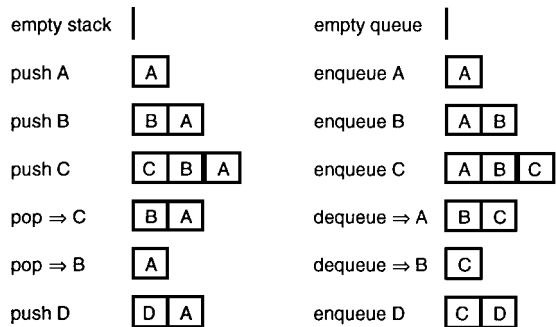 empty stack
push A A
push B B A
push C C B A
pop ⇒ C B A
pop ⇒ B A
push D D A
empty queue
enqueue A A
enqueue B A B
enqueue C A B C
dequeue ⇒ A B C
dequeue ⇒ B C
enqueue D C D